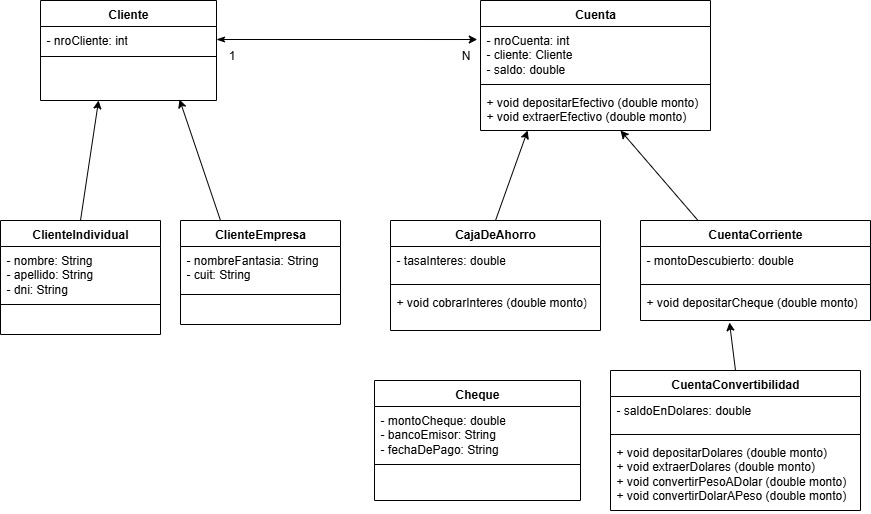 Cliente
- nroCliente: int
1
N
Cuenta
- nroCuenta: int
- cliente: Cliente
- saldo: double
+ void depositarEfectivo (double monto)
+ void extraerEfectivo (double monto)
ClienteIndividual
- nombre: String
- apellido: String
- dni: String
ClienteEmpresa
- nombreFantasia: String
- cuit: String
CajaDeAhorro
- tasaInteres: double
+ void cobrarInteres (double monto)
CuentaCorriente
- montoDescubierto: double
+ void depositarCheque (double monto)
Cheque
- montoCheque: double
- bancoEmisor: String
- fechaDePago: String
CuentaConvertibilidad
- saldoEnDolares: double
+ void depositarDolares (double monto)
+ void extraerDolares (double monto)
+ void convertirPesoADolar (double monto)
+ void convertirDolarAPeso (double monto)